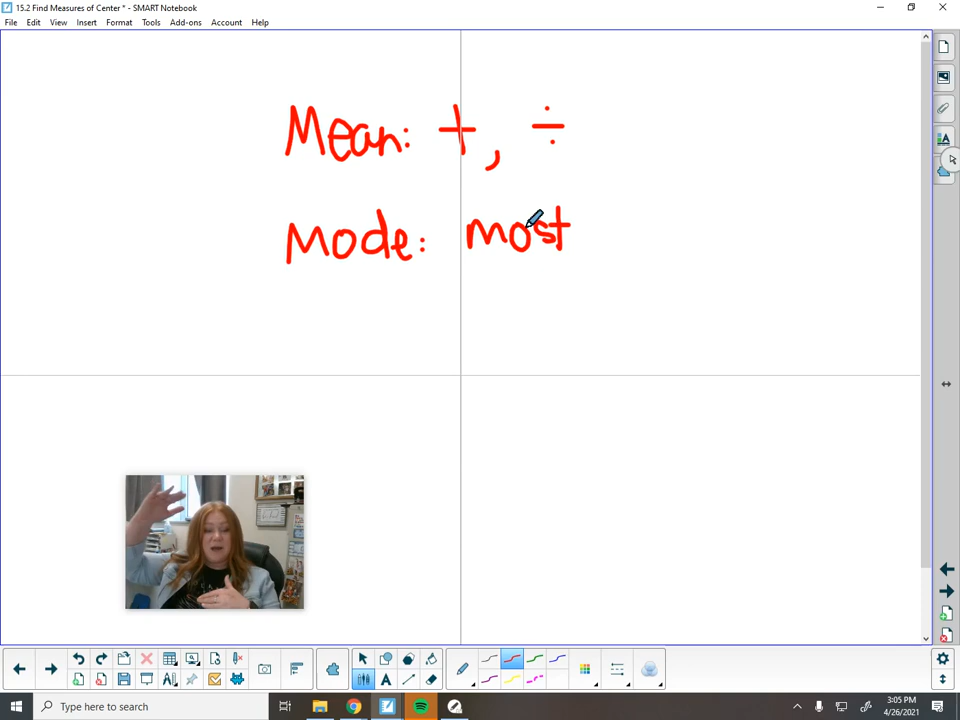 15.2 Find Measures of Center * - SMART Notebook
File Edit View Insert Format Tools Add-ons Account Help
Mean: +, ÷
Mode: most
Type here to search
3:05 PM
4/26/2021